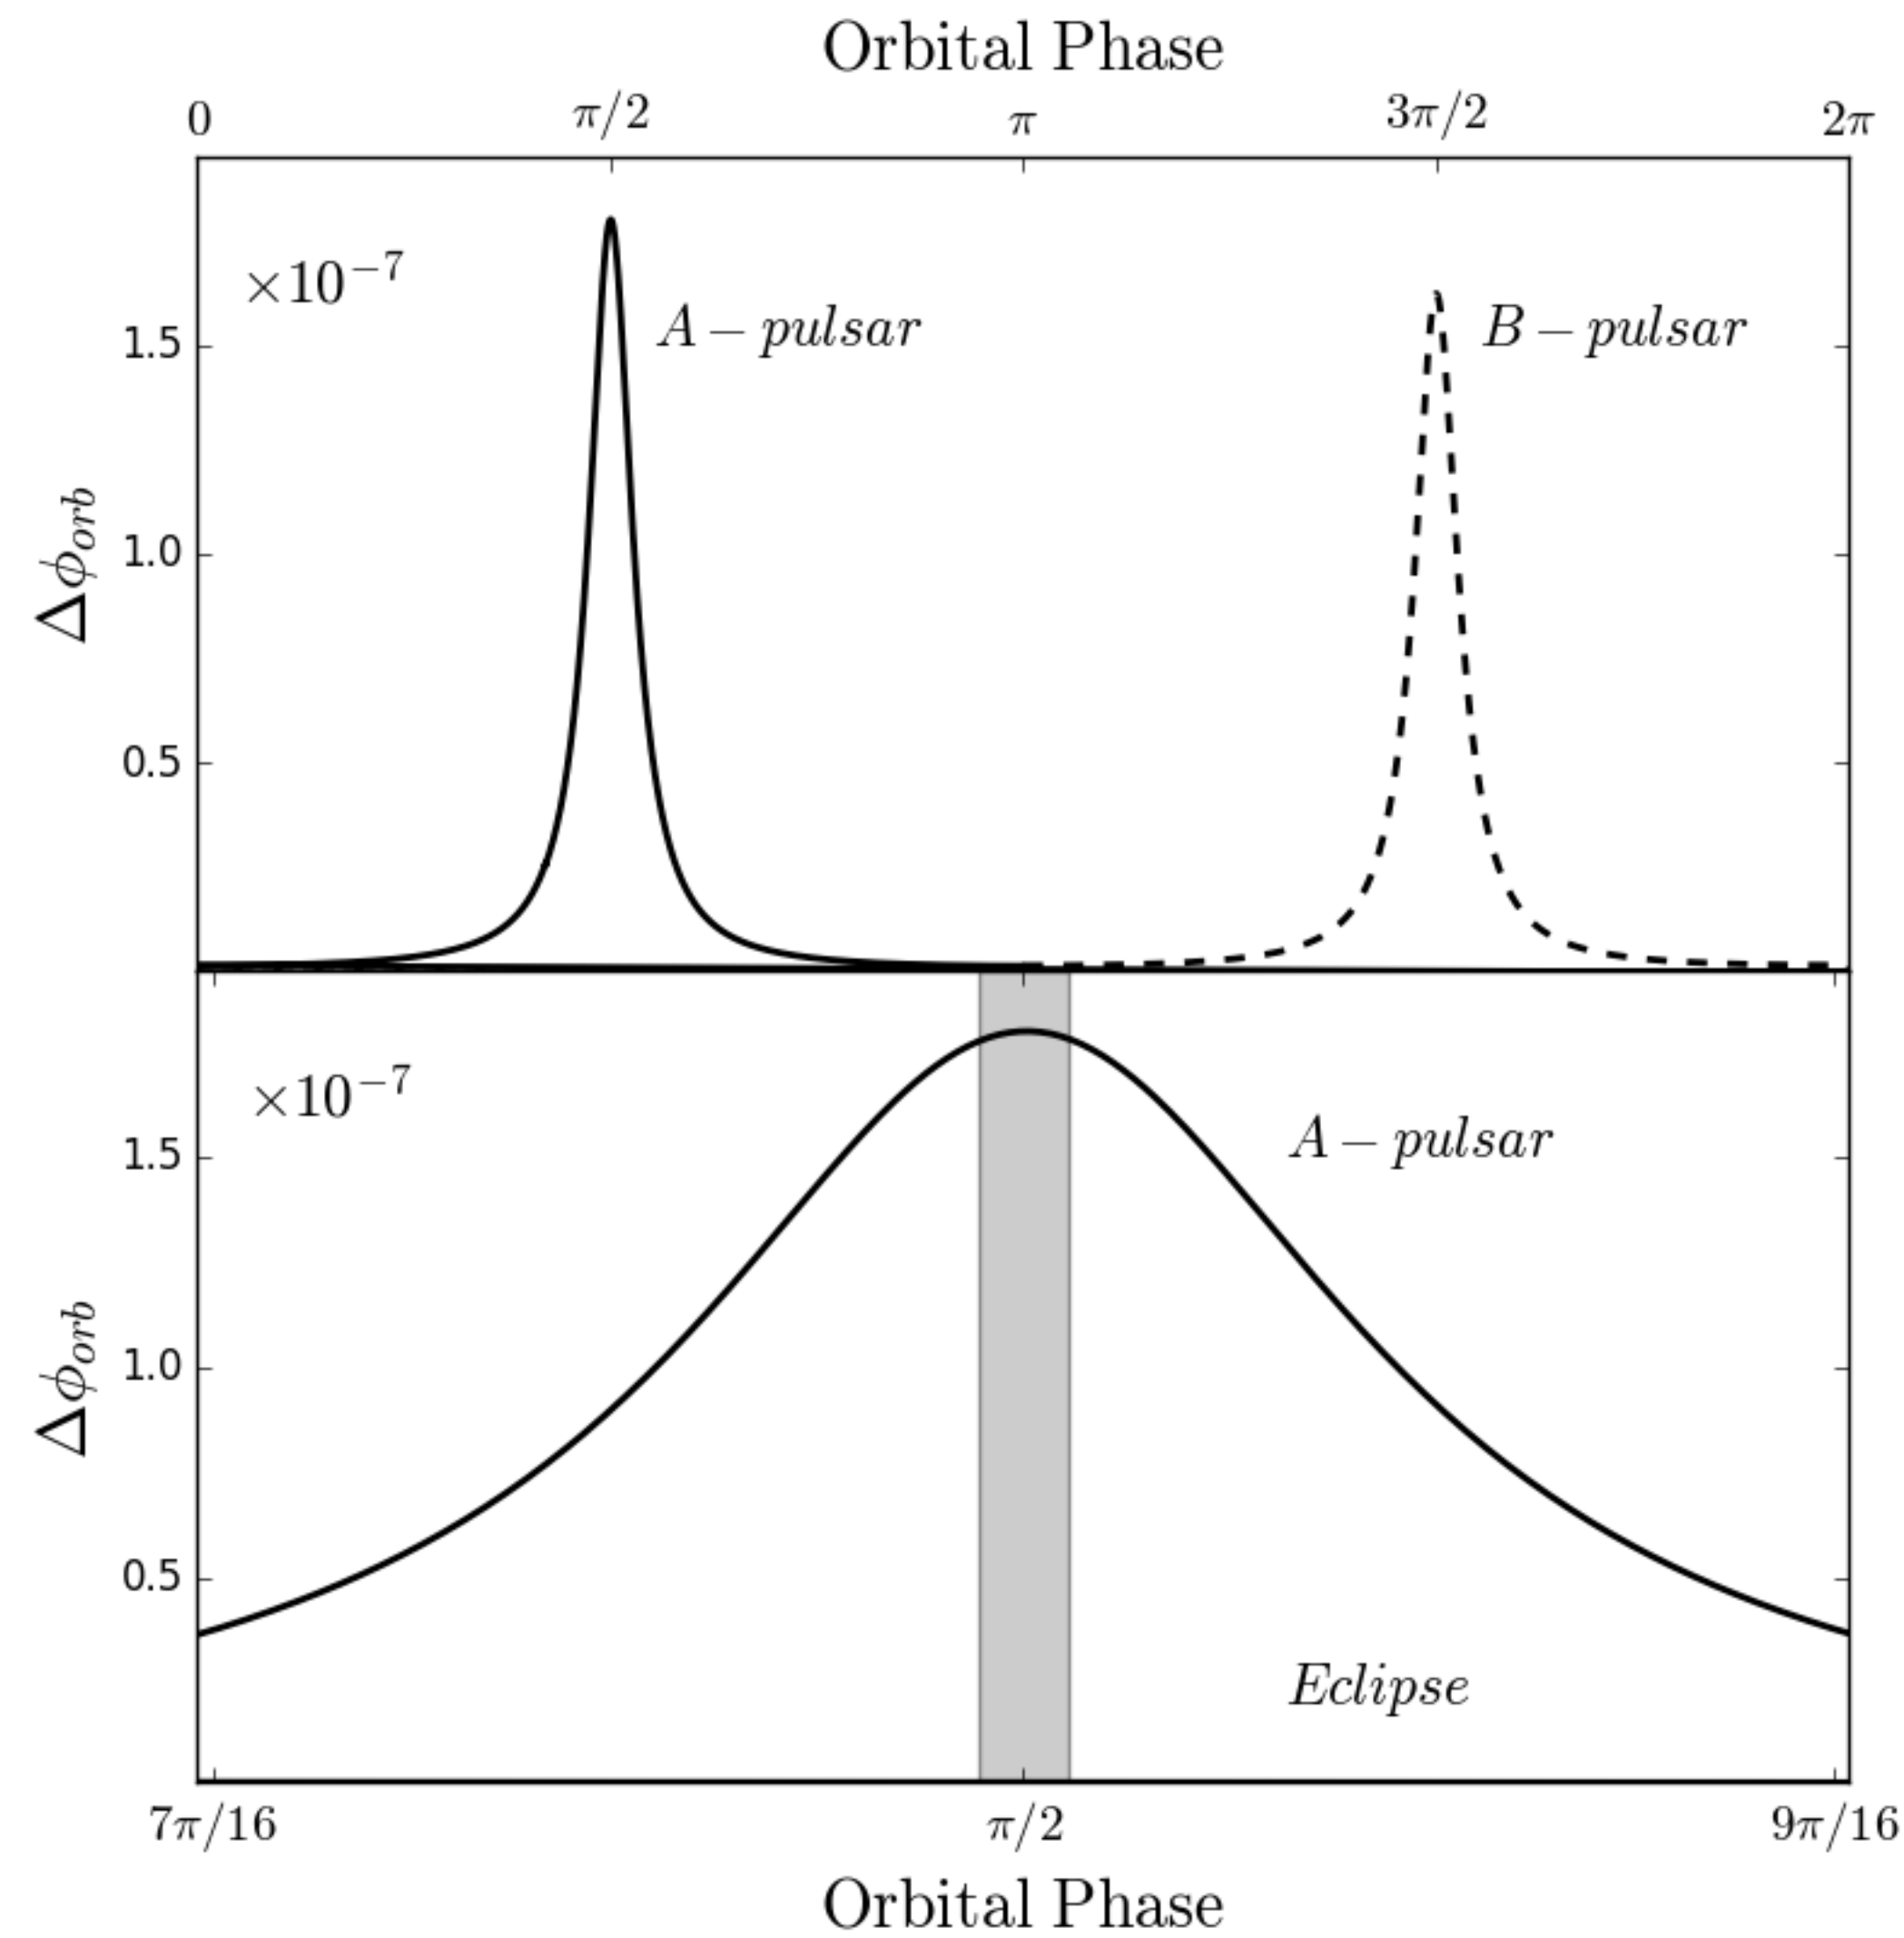 Orbital Phase
0 π/2 π 3π/2 2π
×10⁻⁷
A − pulsar
B − pulsar
1.5
1.0
0.5
Δϕ_orb
×10⁻⁷
A − pulsar
1.5
1.0
0.5
Δϕ_orb
Eclipse
7π/16 π/2 9π/16
Orbital Phase